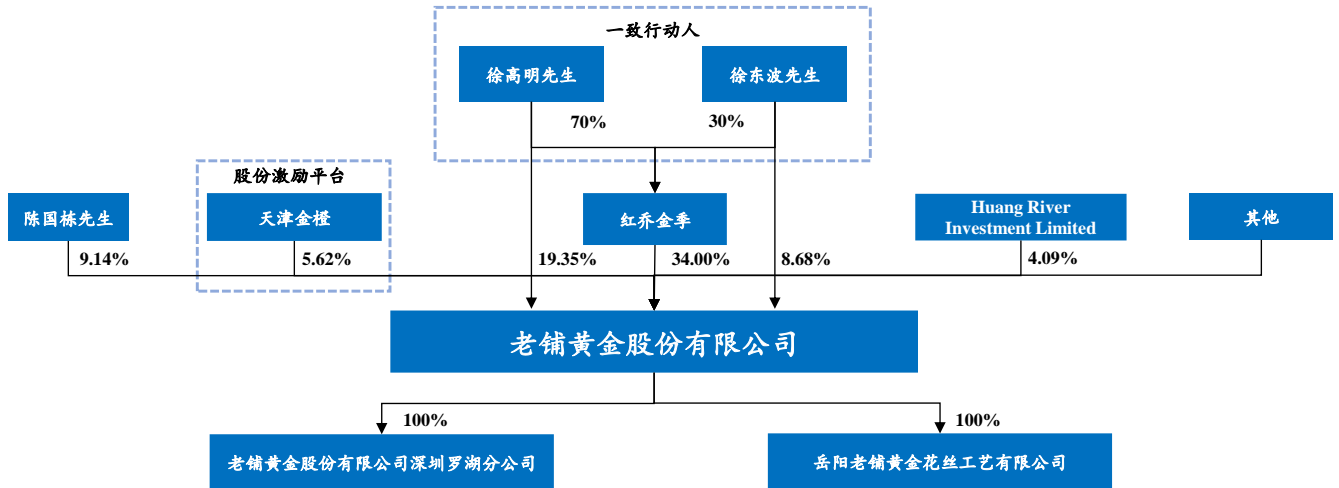 一致行动人
徐高明先生
徐东波先生
70%
30%
股份激励平台
陈国栋先生
天津金橙
红乔金季
Huang River
Investment Limited
其他
9.14%
5.62%
19.35%
34.00%
8.68%
4.09%
老铺黄金股份有限公司
100%
100%
老铺黄金股份有限公司深圳罗湖分公司
岳阳老铺黄金花丝工艺有限公司